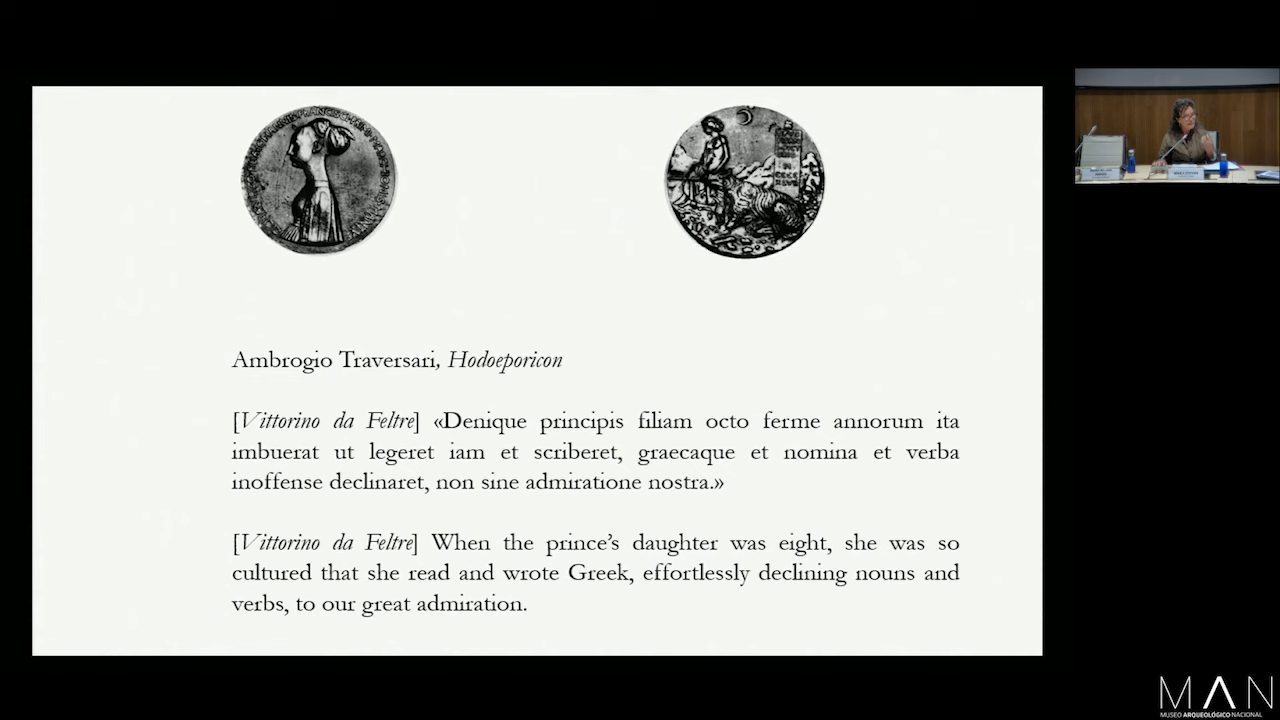 Ambrogio Traversari, Hodoeporicon
[Vittorino da Feltre] «Denique principis filiam octo ferme annorum ita
imbuerat ut legeret iam et scriberet, graecaque et nomina et verba
inoffense declinaret, non sine admiratione nostra.»
[Vittorino da Feltre] When the prince's daughter was eight, she was so
cultured that she read and wrote Greek, effortlessly declining nouns and
verbs, to our great admiration.
MAN
MUSEO ARQUEOLÓGICO NACIONAL